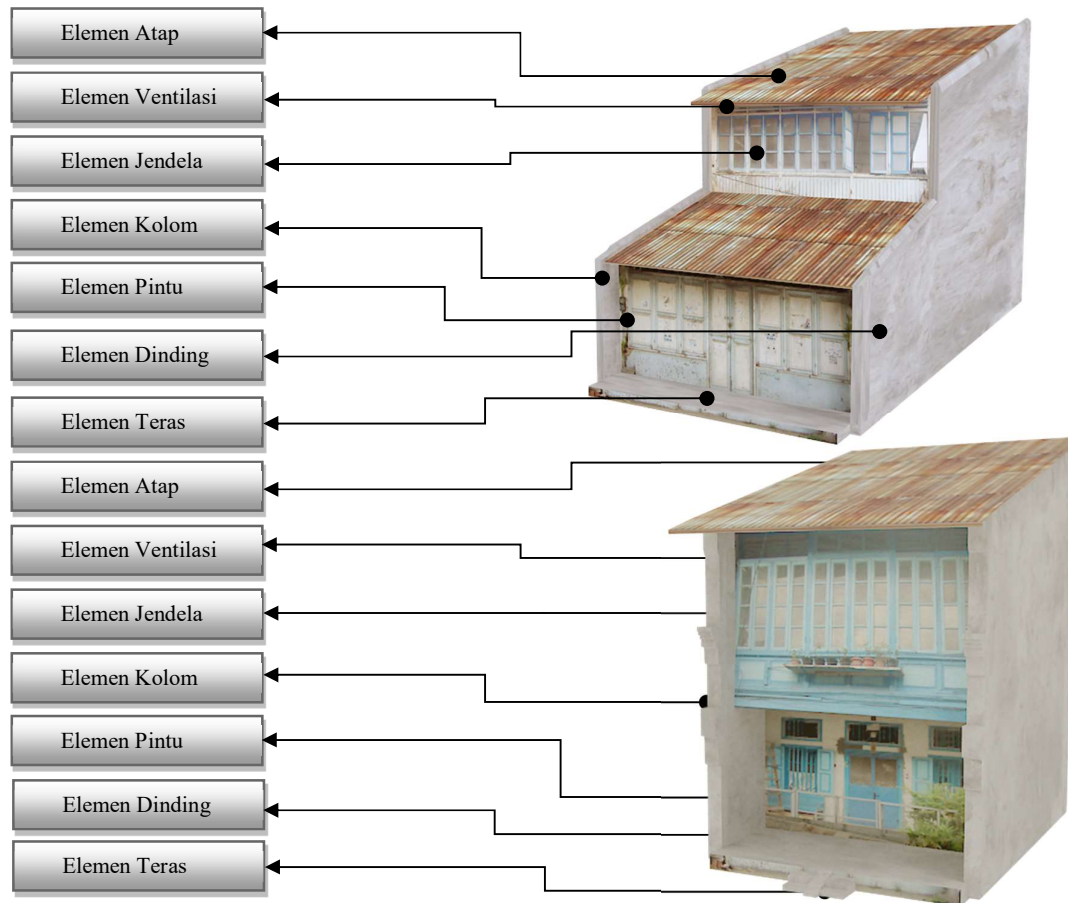 Elemen Atap
Elemen Ventilasi
Elemen Jendela
Elemen Kolom
Elemen Pintu
Elemen Dinding
Elemen Teras
Elemen Atap
Elemen Ventilasi
Elemen Jendela
Elemen Kolom
Elemen Pintu
Elemen Dinding
Elemen Teras